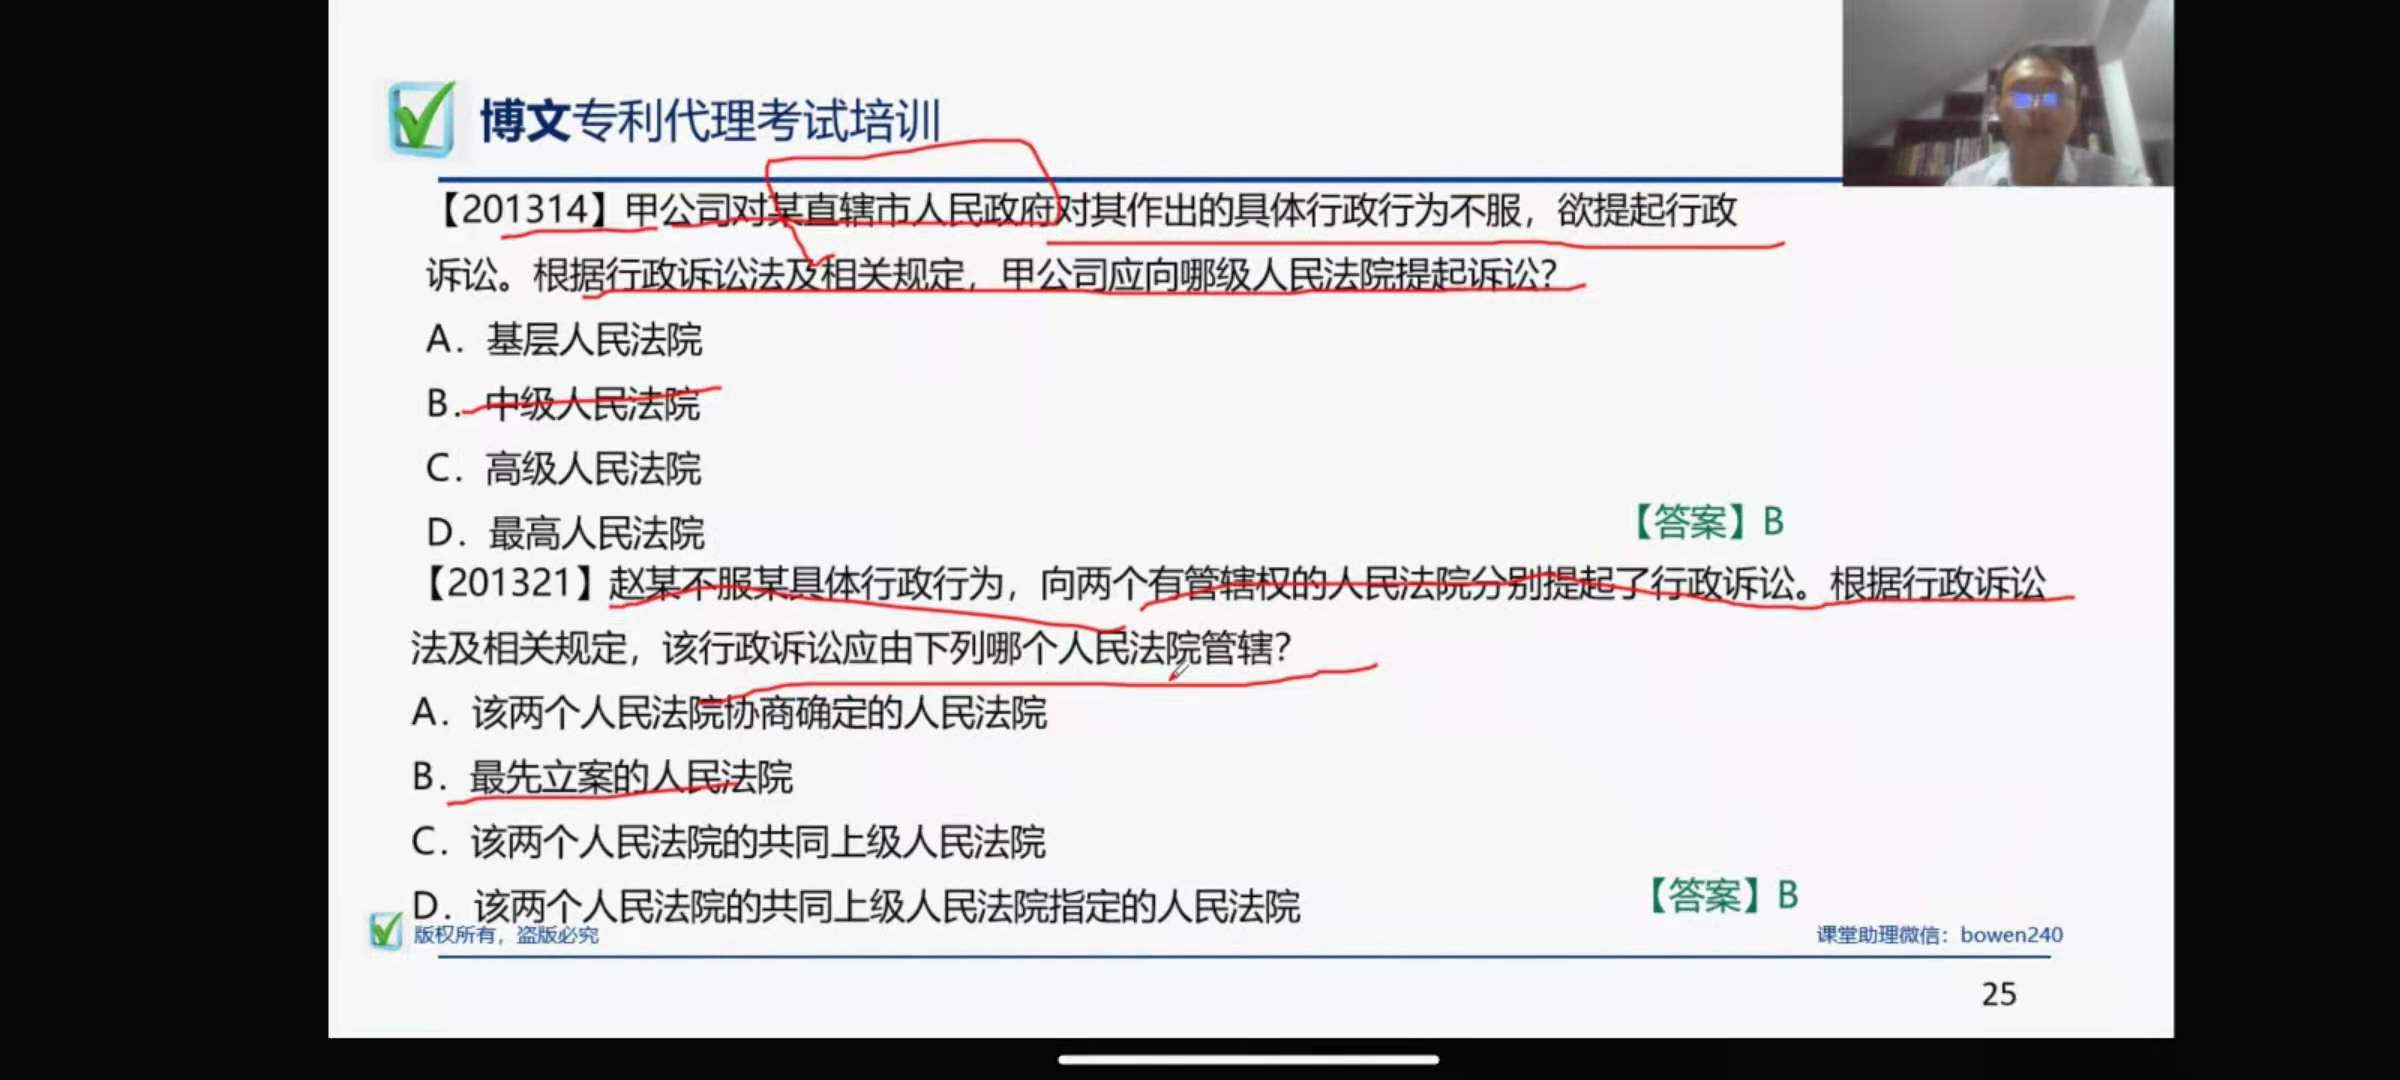 博文专利代理考试培训
【201314】甲公司对某直辖市人民政府对其作出的具体行政行为不服，欲提起行政
诉讼。根据行政诉讼法及相关规定，甲公司应向哪级人民法院提起诉讼？
A．基层人民法院
B．中级人民法院
C．高级人民法院
D．最高人民法院
【答案】B
【201321】赵某不服某具体行政行为，向两个有管辖权的人民法院分别提起了行政诉讼。根据行政诉讼
法及相关规定，该行政诉讼应由下列哪个人民法院管辖？
A．该两个人民法院协商确定的人民法院
B．最先立案的人民法院
C．该两个人民法院的共同上级人民法院
D．该两个人民法院的共同上级人民法院指定的人民法院
【答案】B
版权所有，盗版必究
课堂助理微信：bowen240
25